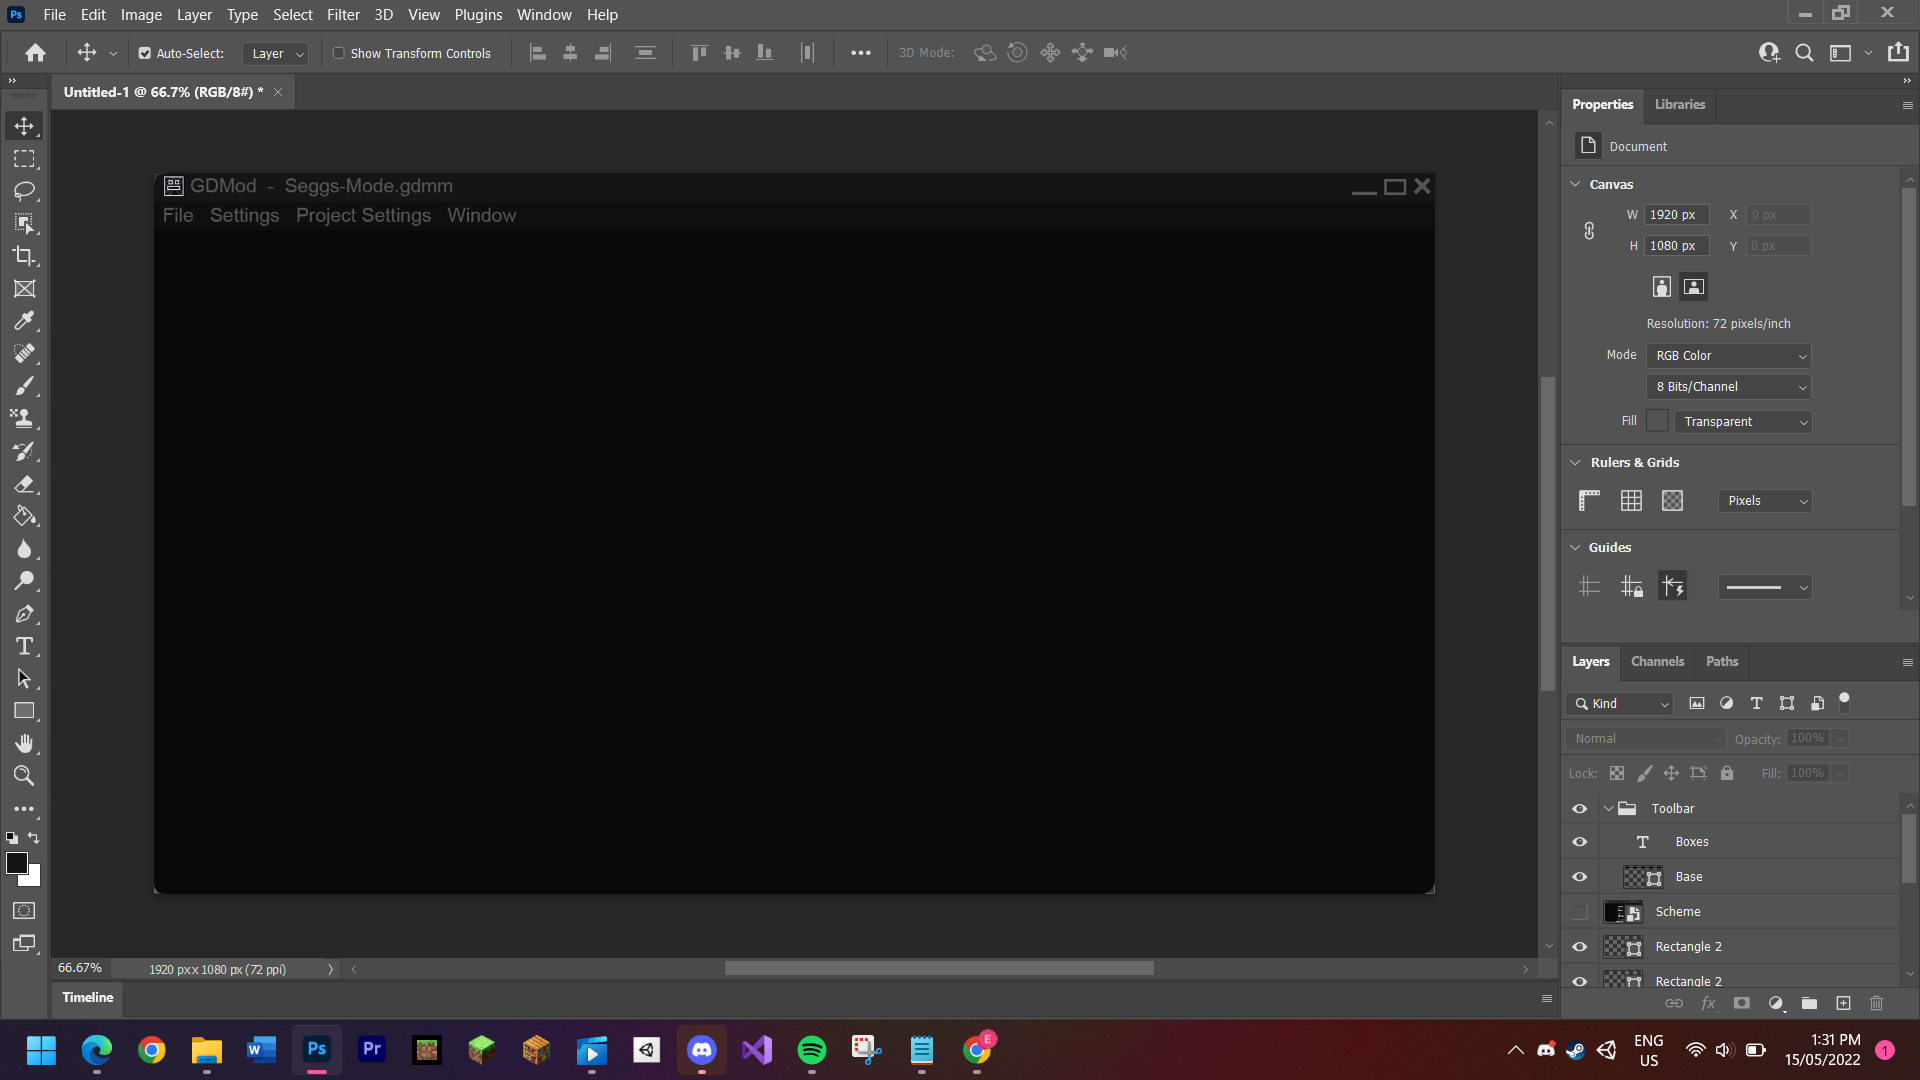 Ps File Edit Image Layer Type Select Filter 3D View Plugins Window Help
Auto-Select: Layer Show Transform Controls 3D Mode:
Untitled-1 @ 66.7% (RGB/8#) *
GDMod - Seggs-Mode.gdmm
File Settings Project Settings Window
66.67% 1920 px x 1080 px (72 ppi)
Timeline
Properties Libraries
Document
Canvas
W 1920 px X 0 px
H 1080 px Y 0 px
Resolution: 72 pixels/inch
Mode RGB Color
8 Bits/Channel
Fill Transparent
Rulers & Grids
Pixels
Guides
Layers Channels Paths
Kind
Normal Opacity: 100%
Lock: Fill: 100%
Toolbar
Boxes
Base
Scheme
Rectangle 2
Rectangle 2
W Ps Pr E
ENG
US
1:31 PM
15/05/2022
1